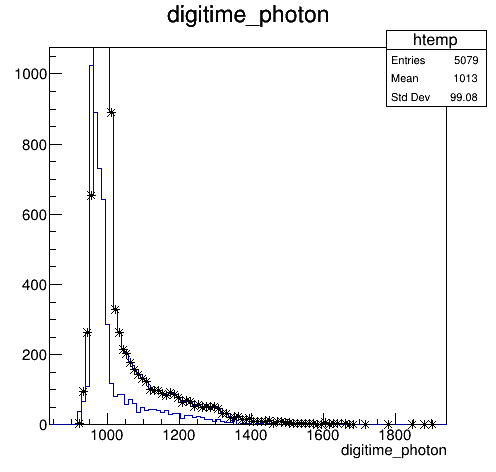 digitime_photon
htemp
Entries 5079
Mean 1013
Std Dev 99.08
1000
800
600
400
200
0
1000 1200 1400 1600 1800
digitime_photon